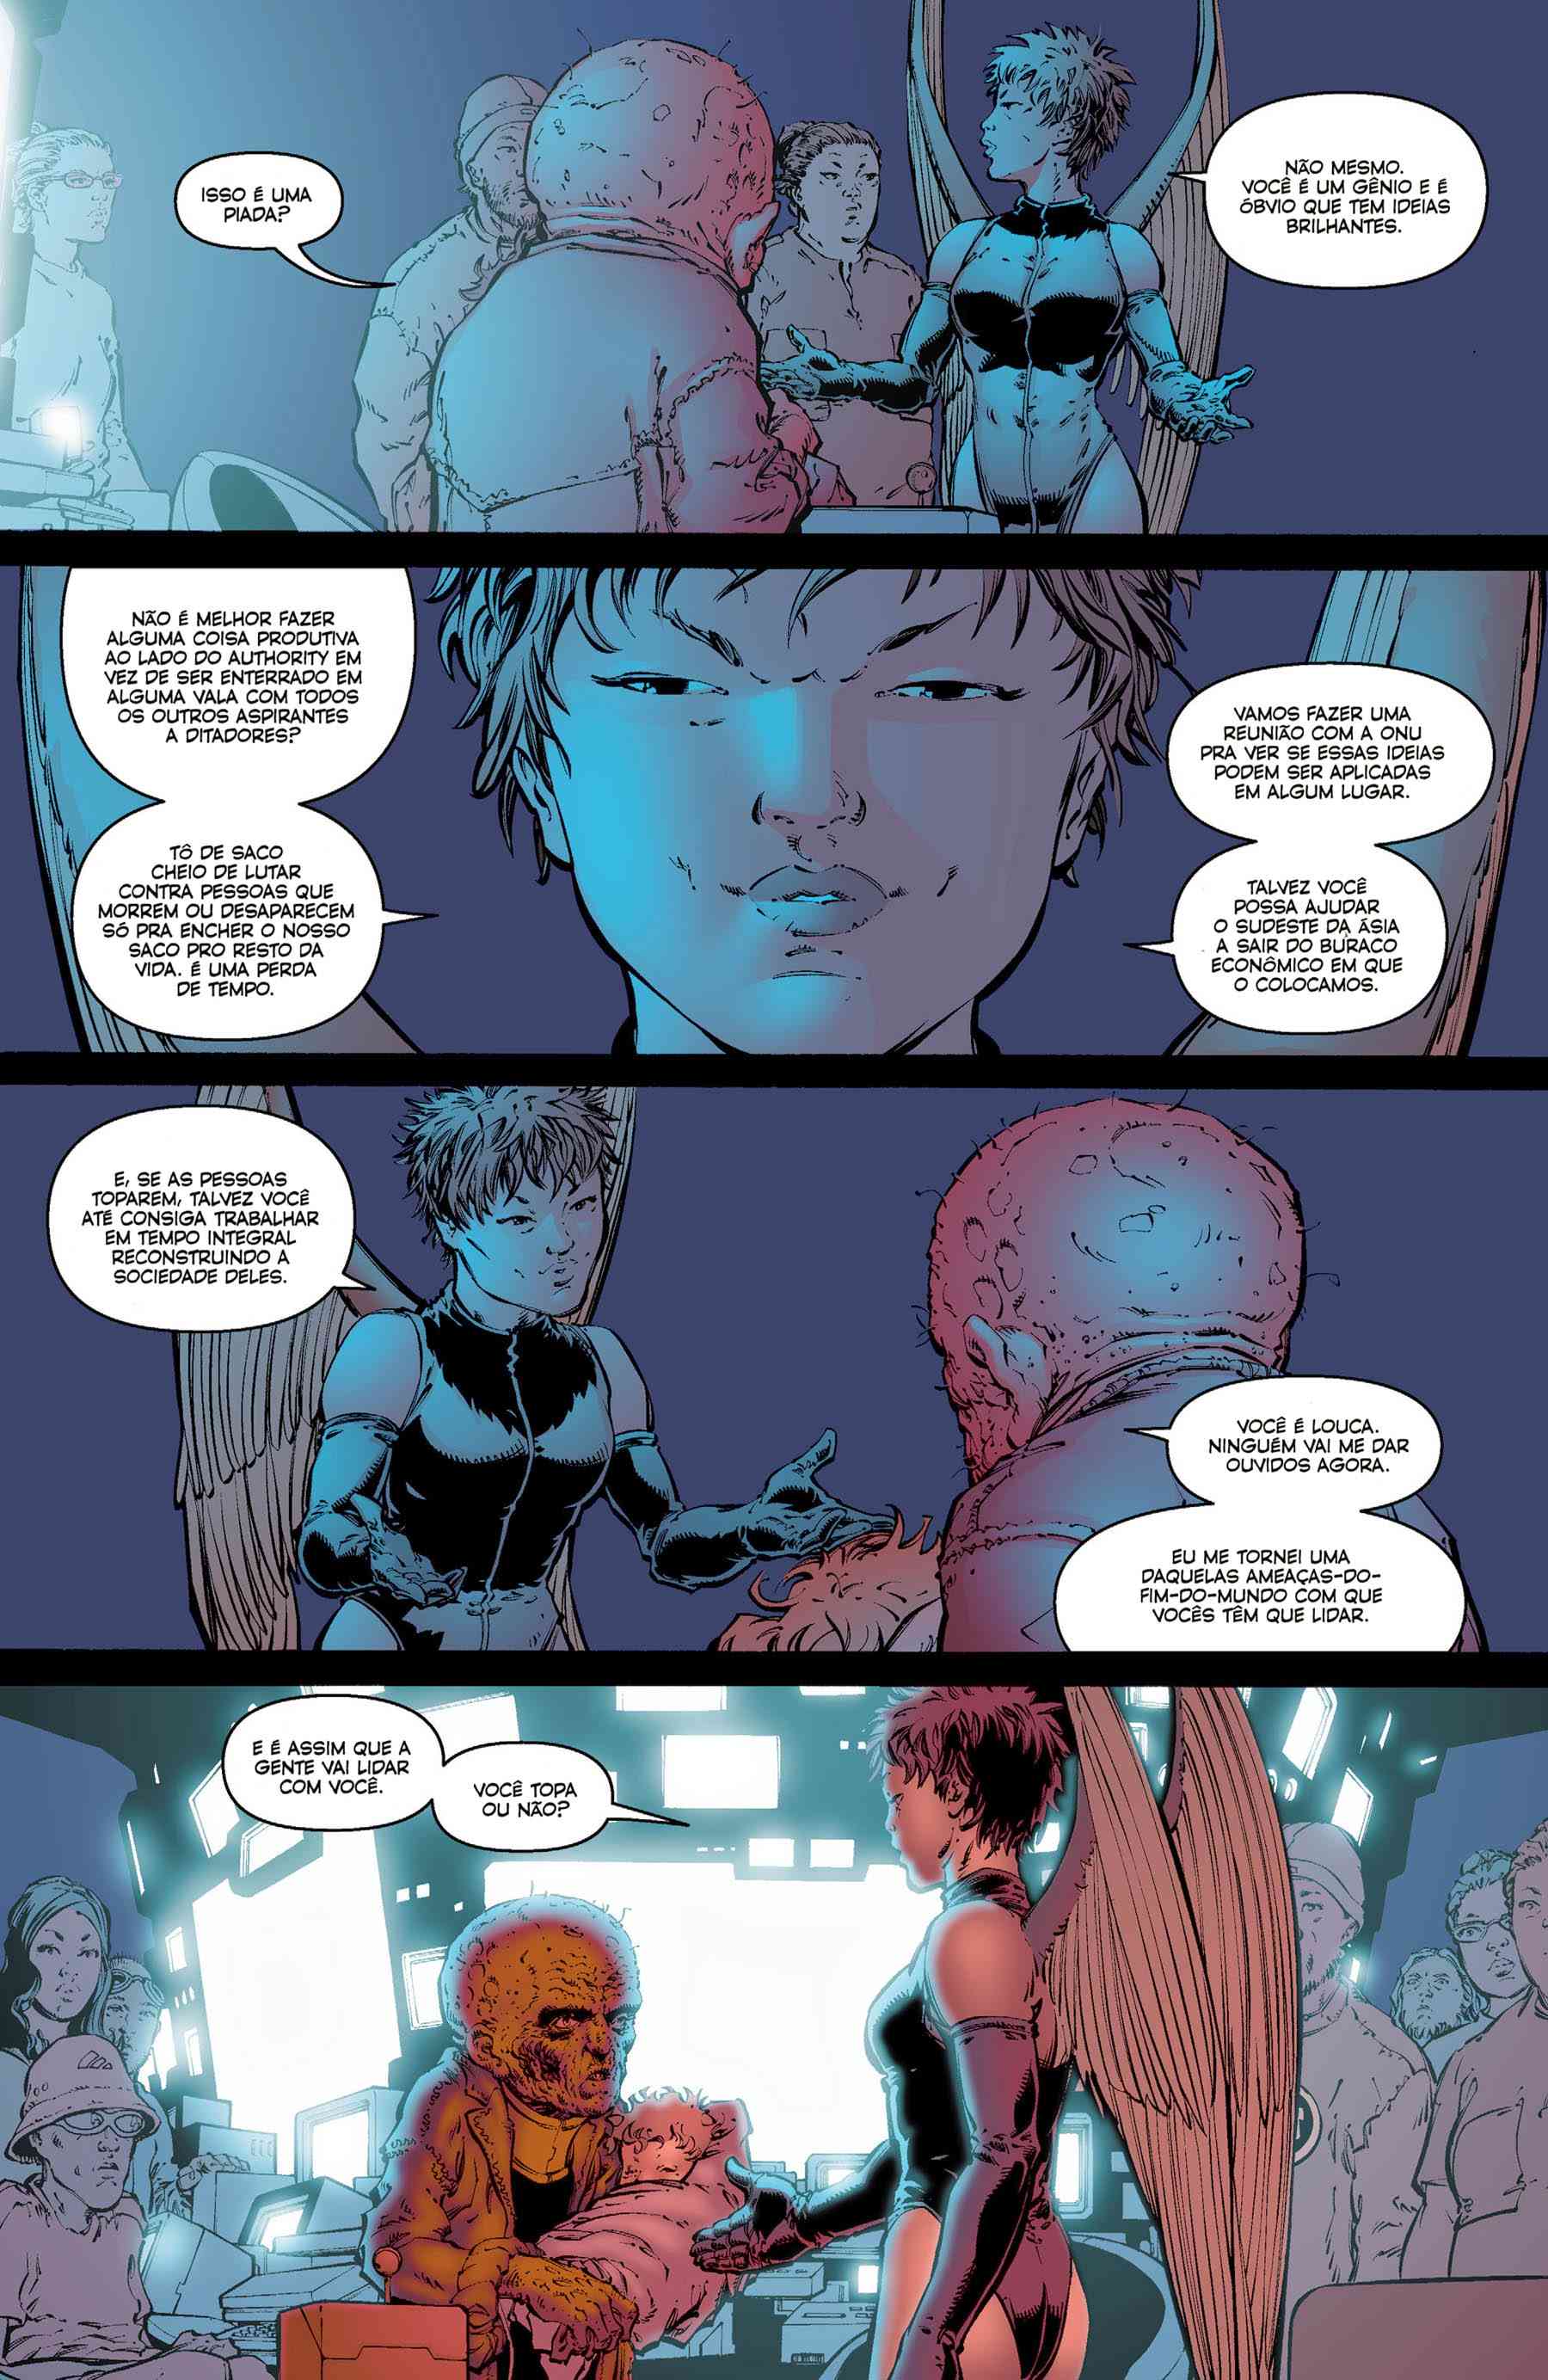 ISSO É UMA
PIADA?
NÃO MESMO.
VOCÊ É UM GÊNIO E É
ÓBVIO QUE TEM IDEIAS
BRILHANTES.
NÃO É MELHOR FAZER
ALGUMA COISA PRODUTIVA
AO LADO DO AUTHORITY EM
VEZ DE SER ENTERRADO EM
ALGUMA VALA COM TODOS
OS OUTROS ASPIRANTES
A DITADORES?
TÔ DE SACO
CHEIO DE LUTAR
CONTRA PESSOAS QUE
MORREM OU DESAPARECEM
SÓ PRA ENCHER O NOSSO
SACO PRO RESTO DA
VIDA. É UMA PERDA
DE TEMPO.
VAMOS FAZER UMA
REUNIÃO COM A ONU
PRA VER SE ESSAS IDEIAS
PODEM SER APLICADAS
EM ALGUM LUGAR.
TALVEZ VOCÊ
POSSA AJUDAR
O SUDESTE DA ÁSIA
A SAIR DO BURACO
ECONÔMICO EM QUE
O COLOCAMOS.
E, SE AS PESSOAS
TOPAREM, TALVEZ VOCÊ
ATÉ CONSIGA TRABALHAR
EM TEMPO INTEGRAL
RECONSTRUINDO A
SOCIEDADE DELES.
VOCÊ É LOUCA.
NINGUÉM VAI ME DAR
OUVIDOS AGORA.
EU ME TORNEI UMA
DAQUELAS AMEAÇAS-DO-
FIM-DO-MUNDO COM QUE
VOCÊS TÊM QUE LIDAR.
E É ASSIM QUE A
GENTE VAI LIDAR
COM VOCÊ.
VOCÊ TOPA
OU NÃO?